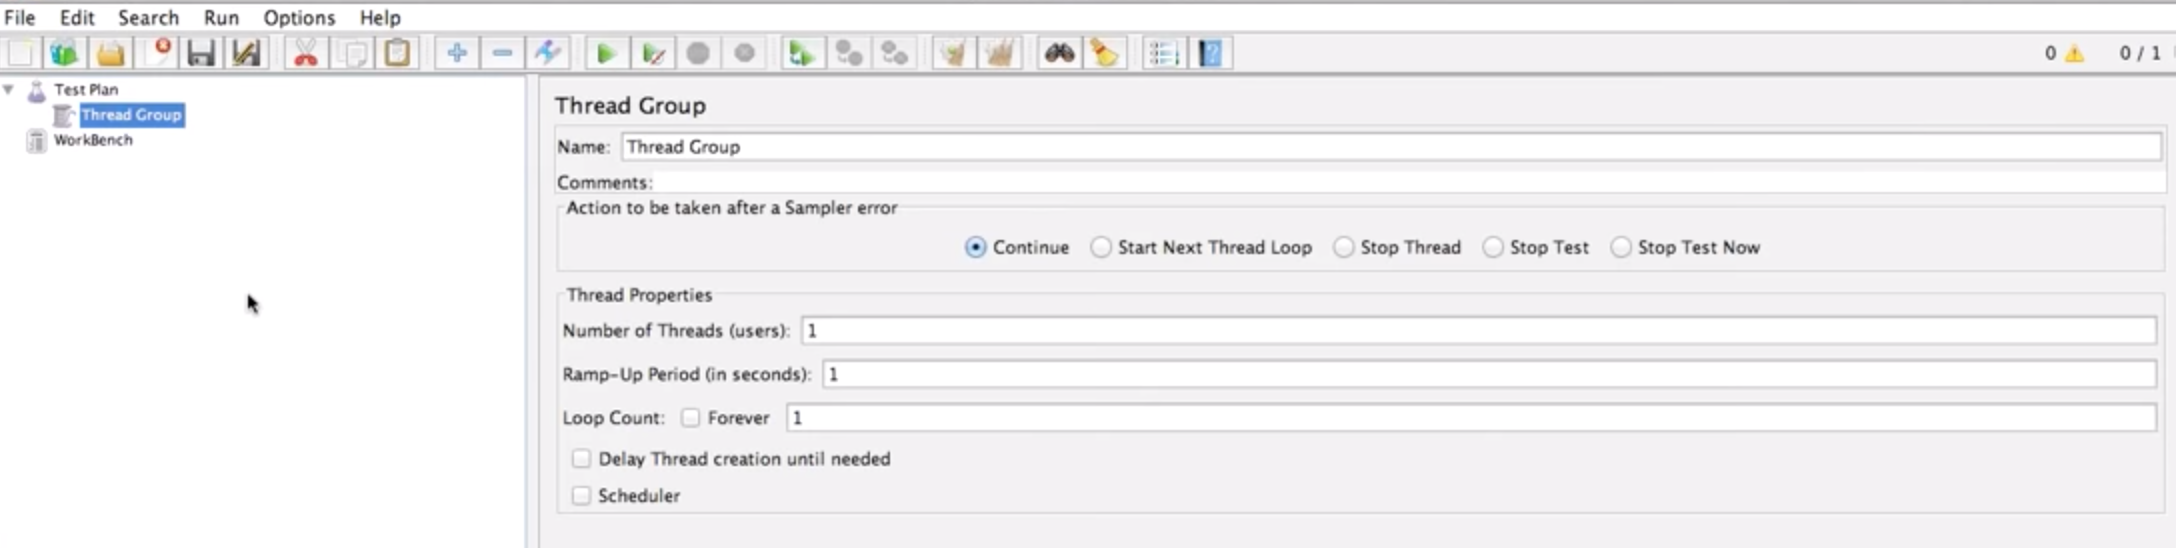 File Edit Search Run Options Help
0 0 / 1
Test Plan
Thread Group
WorkBench
Thread Group
Name: Thread Group
Comments:
Action to be taken after a Sampler error
Continue Start Next Thread Loop Stop Thread Stop Test Stop Test Now
Thread Properties
Number of Threads (users): 1
Ramp-Up Period (in seconds): 1
Loop Count: Forever 1
Delay Thread creation until needed
Scheduler